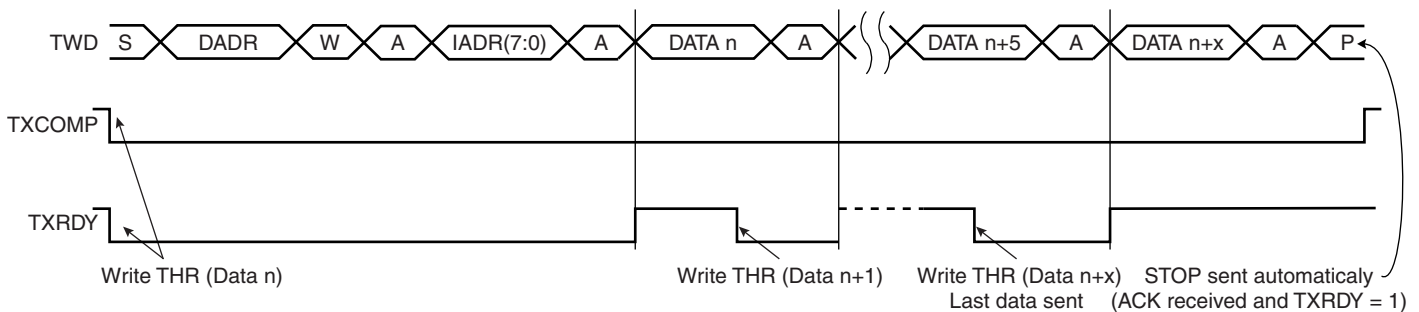 TWD S DADR W A IADR(7:0) A DATA n A DATA n+5 A DATA n+x A P
TXCOMP
TXRDY
Write THR (Data n) Write THR (Data n+1) Write THR (Data n+x) STOP sent automaticaly
Last data sent (ACK received and TXRDY = 1)